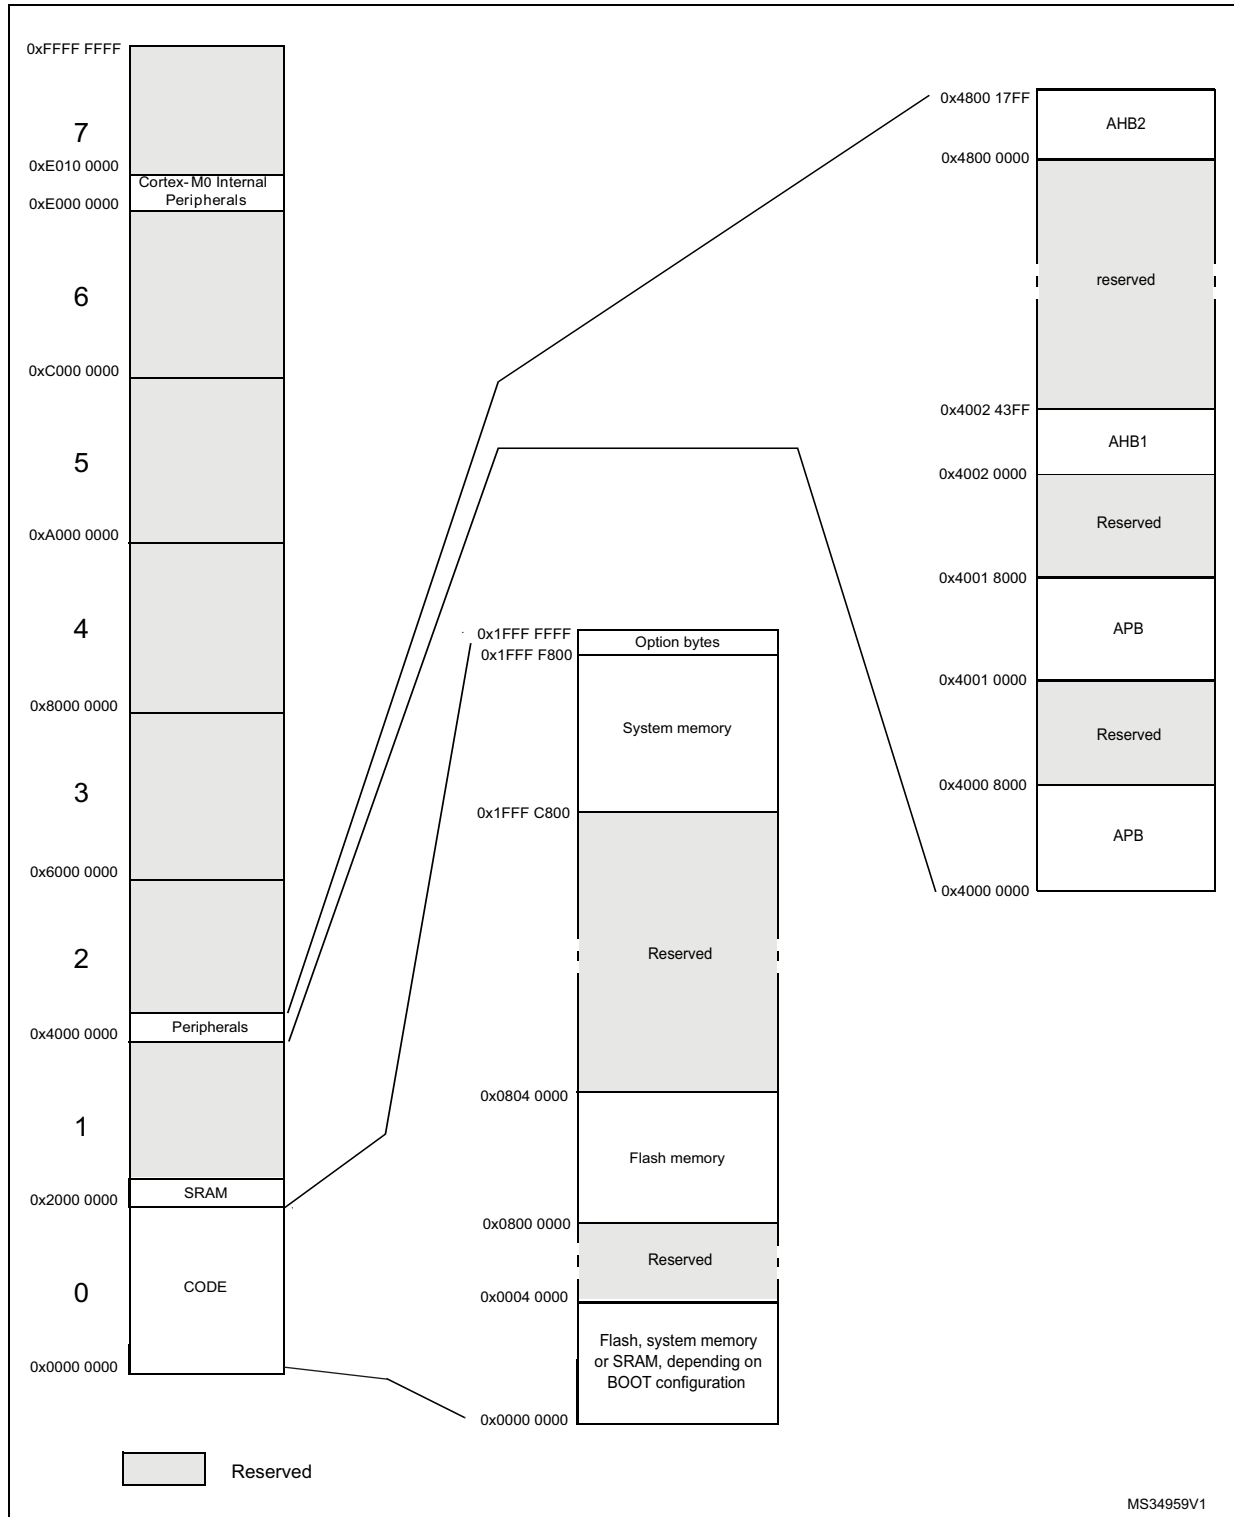 0xFFFF FFFF
7
0xE010 0000
Cortex-M0 Internal
Peripherals
0xE000 0000
6
0xC000 0000
5
0xA000 0000
4
0x8000 0000
3
0x6000 0000
2
Peripherals
0x4000 0000
1
SRAM
0x2000 0000
CODE
0
0x0000 0000
Reserved
0x1FFF FFFF
Option bytes
0x1FFF F800
System memory
0x1FFF C800
Reserved
0x0804 0000
Flash memory
0x0800 0000
Reserved
0x0004 0000
Flash, system memory
or SRAM, depending on
BOOT configuration
0x0000 0000
0x4800 17FF
AHB2
0x4800 0000
reserved
0x4002 43FF
AHB1
0x4002 0000
Reserved
0x4001 8000
APB
0x4001 0000
Reserved
0x4000 8000
APB
0x4000 0000
MS34959V1